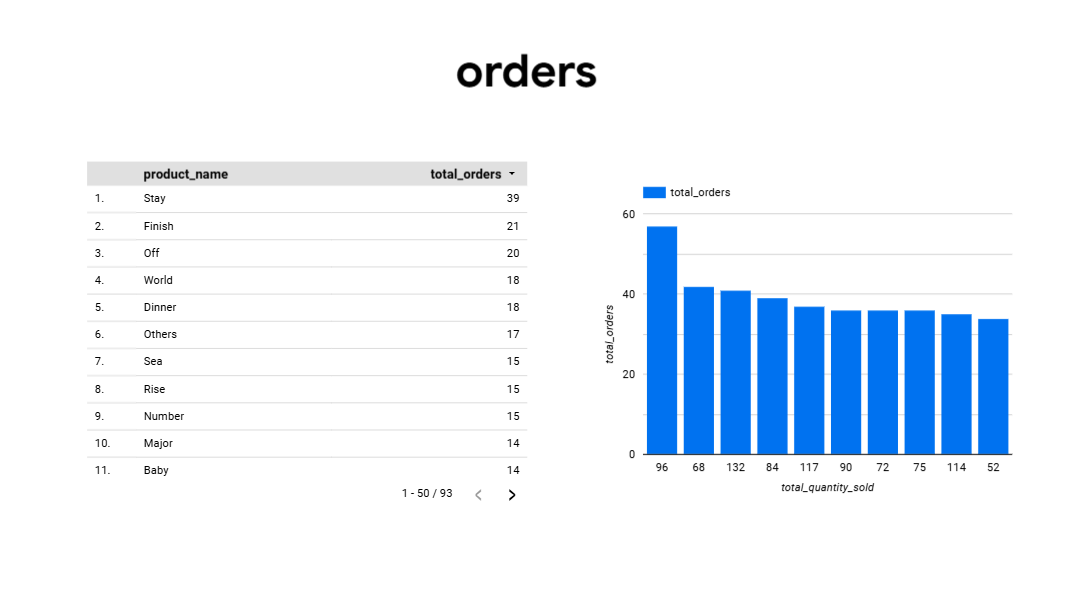 orders
product_name total_orders
1. Stay 39
2. Finish 21
3. Off 20
4. World 18
5. Dinner 18
6. Others 17
7. Sea 15
8. Rise 15
9. Number 15
10. Major 14
11. Baby 14
1 - 50 / 93
total_orders
60
40
20
0
total_orders
96 68 132 84 117 90 72 75 114 52
total_quantity_sold